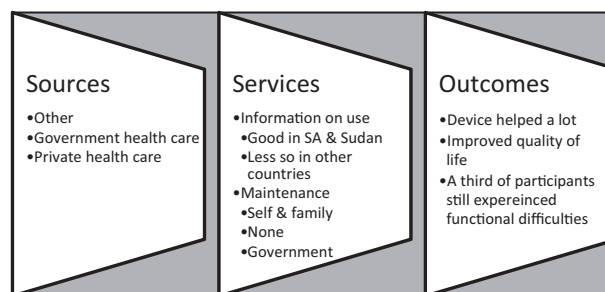 Sources
•Other
•Government health care
•Private health care
Services
•Information on use
•Good in SA & Sudan
•Less so in other
countries
•Maintenance
•Self & family
•None
•Government
Outcomes
•Device helped a lot
•Improved quality of
life
•A third of participants
still expereinced
functional difficulties